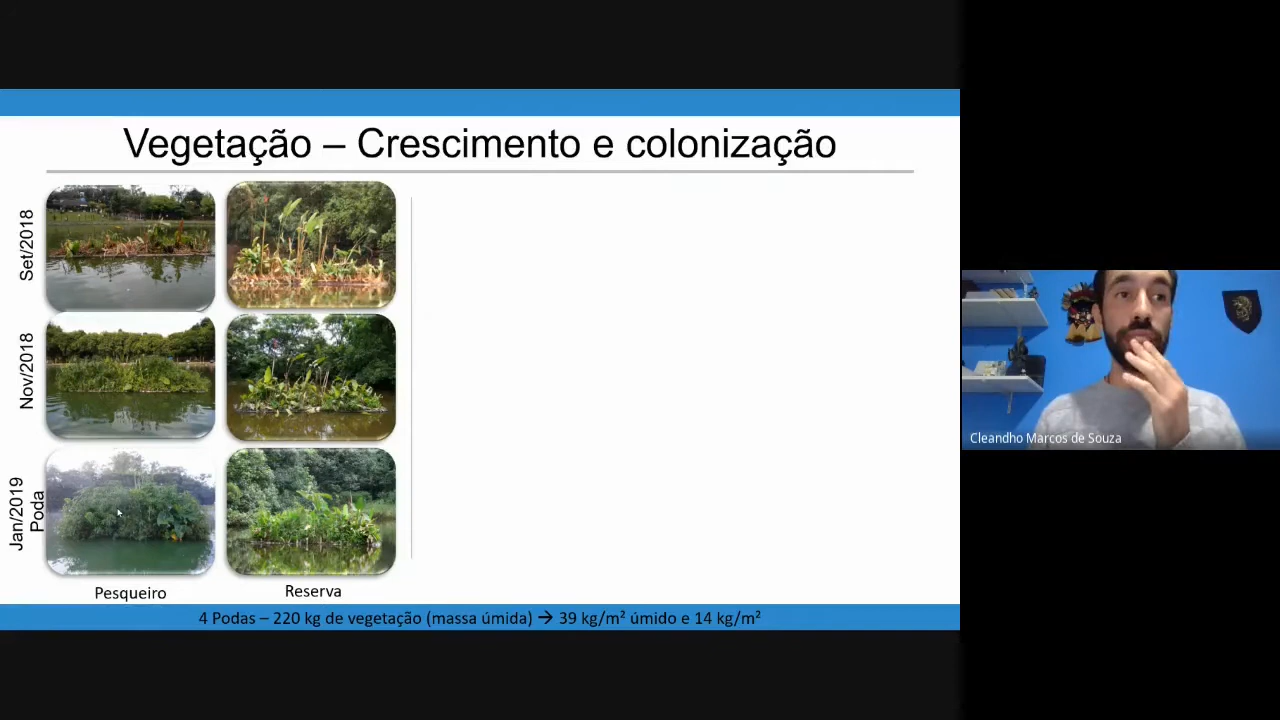 Vegetação – Crescimento e colonização
Set/2018
Nov/2018
Jan/2019
Poda
Pesqueiro
Reserva
4 Podas – 220 kg de vegetação (massa úmida) → 39 kg/m² úmido e 14 kg/m²
Cleandho Marcos de Souza